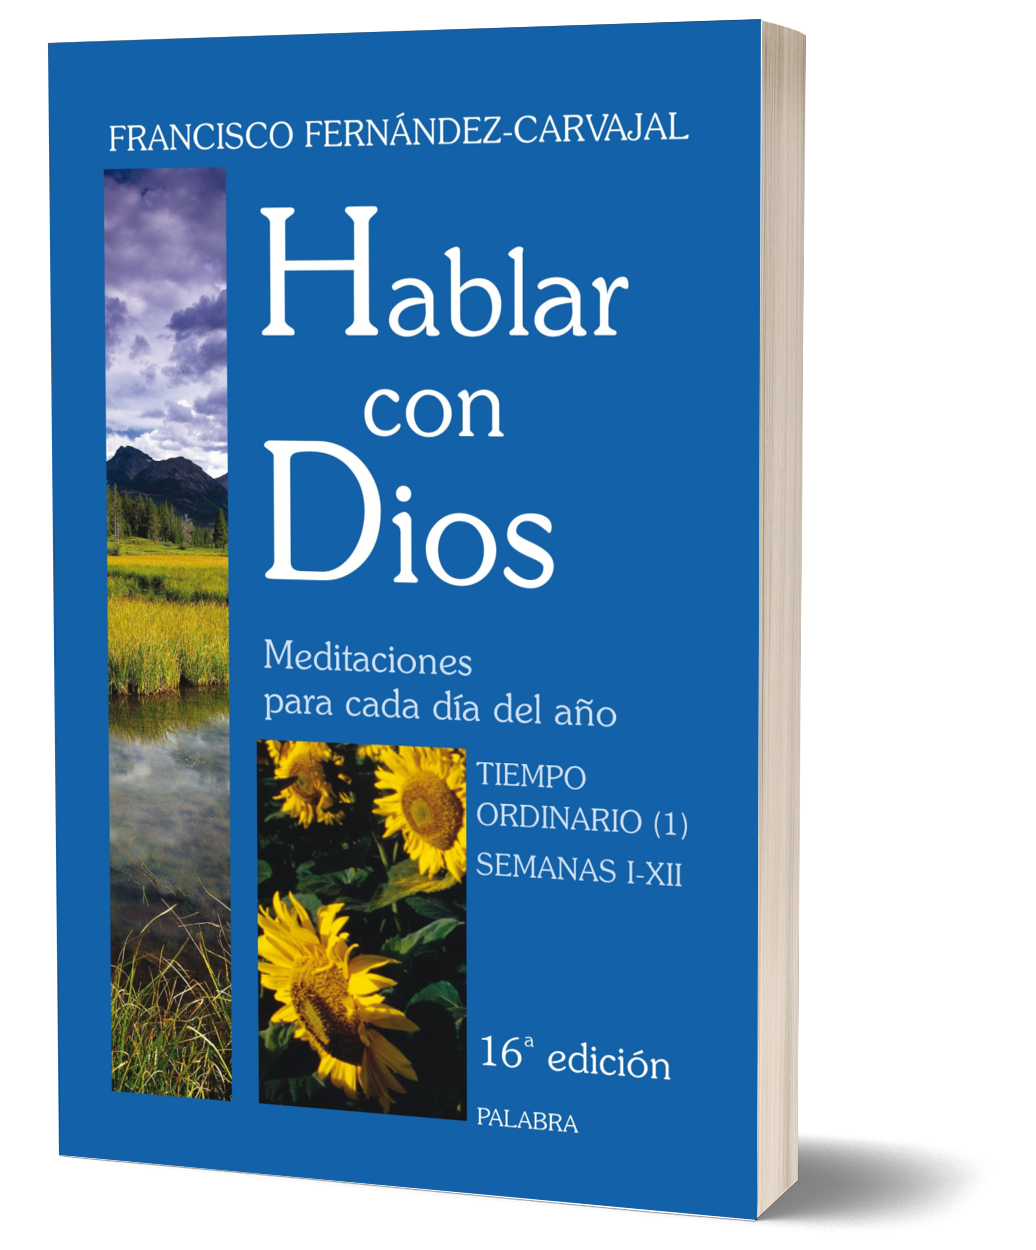 FRANCISCO FERNÁNDEZ-CARVAJAL
Hablar
con
Dios
Meditaciones
para cada día del año
TIEMPO
ORDINARIO (1)
SEMANAS I-XII
16ª edición
PALABRA